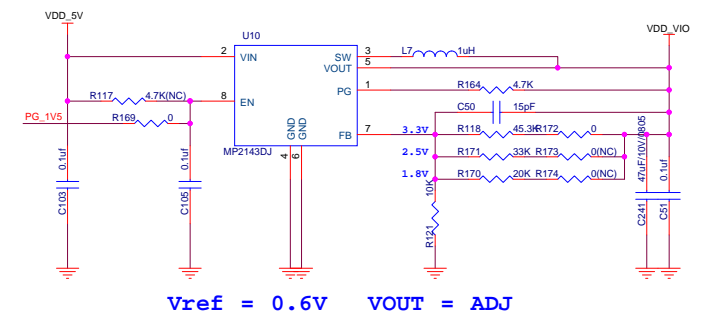 VDD_5V
VDD_VIO
U10
2
VIN
SW
3
L7
1uH
VOUT
5
R117
4.7K(NC)
8
EN
PG
1
R164
4.7K
PG_1V5
R169
0
C50
15pF
GND
GND
FB
7
3.3V
R118
45.3K
R172
0
MP2143DJ
4
6
2.5V
R171
33K
R173
0(NC)
1.8V
R170
20K
R174
0(NC)
0.1uf
C103
0.1uf
C105
10K
R121
47uF/10V/0805
C241
0.1uf
C51
Vref = 0.6V VOUT = ADJ